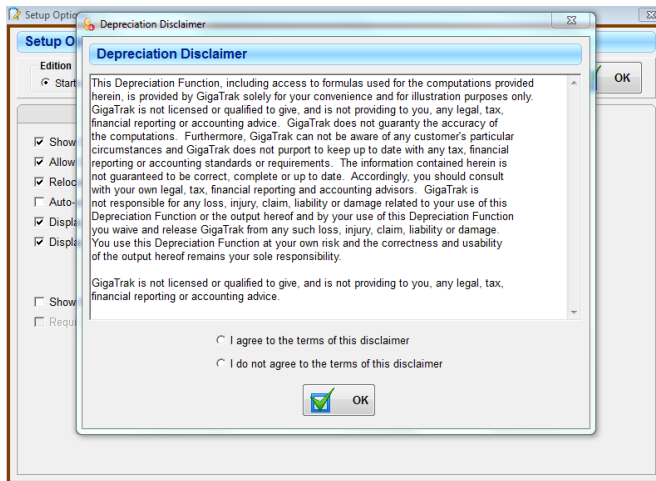 Setup Optio
Depreciation Disclaimer
Setup O
Depreciation Disclaimer
Edition
Start
OK
This Depreciation Function, including access to formulas used for the computations provided
herein, is provided by GigaTrak solely for your convenience and for illustration purposes only.
GigaTrak is not licensed or qualified to give, and is not providing to you, any legal, tax,
financial reporting or accounting advice.  GigaTrak does not guaranty the accuracy of
the computations.  Furthermore, GigaTrak can not be aware of any customer's particular
circumstances and GigaTrak does not purport to keep up to date with any tax, financial
reporting or accounting standards or requirements.  The information contained herein is
not guaranteed to be correct, complete or up to date.  Accordingly, you should consult
with your own legal, tax, financial reporting and accounting advisors.  GigaTrak is
not responsible for any loss, injury, claim, liability or damage related to your use of this
Depreciation Function or the output hereof and by your use of this Depreciation Function
you waive and release GigaTrak from any such loss, injury, claim, liability or damage.
You use this Depreciation Function at your own risk and the correctness and usability
of the output hereof remains your sole responsibility.
GigaTrak is not licensed or qualified to give, and is not providing to you, any legal, tax,
financial reporting or accounting advice.
Show
Allow
Reloc
Auto-
Displa
Displa
Show
Requi
I agree to the terms of this disclaimer
I do not agree to the terms of this disclaimer
OK